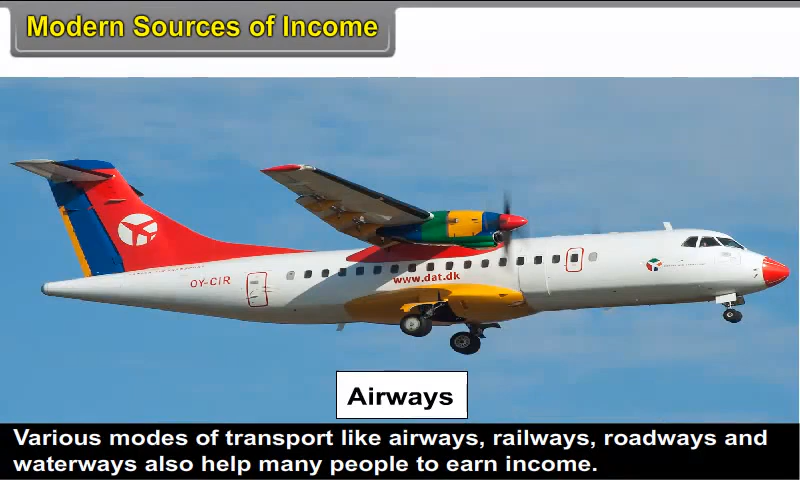 Modern Sources of Income
OY-CIR
www.dat.dk
Airways
Various modes of transport like airways, railways, roadways and
waterways also help many people to earn income.